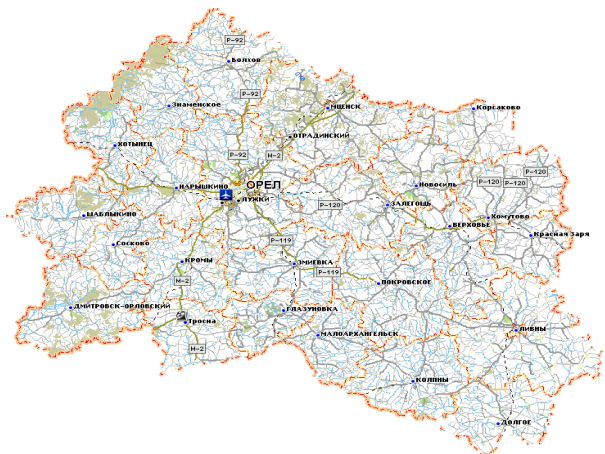 P-92
Болхов
P-92
Знаменское
МЦЕНСК
Корсаково
ОТРАДИНСКИЙ
ХОТЫНЕЦ
P-92
М-2
P-120
P-120
P-120
НАРЫШКИНО
ОРЕЛ
ЛУЖКИ
Новосиль
P-120
ЗАЛЕГОЩЬ
ШАБЛЫКИНО
Хомутово
ВЕРХОВЬЕ
Красная Заря
Сосково
P-119
КРОМЫ
ЗМИЕВКА
P-119
М-2
ПОКРОВСКОЕ
ДМИТРОВСК-ОРЛОВСКИЙ
ГЛАЗУНОВКА
Тросна
ЛИВНЫ
МАЛОАРХАНГЕЛЬСК
М-2
КОЛПНЫ
ДОЛГОЕ